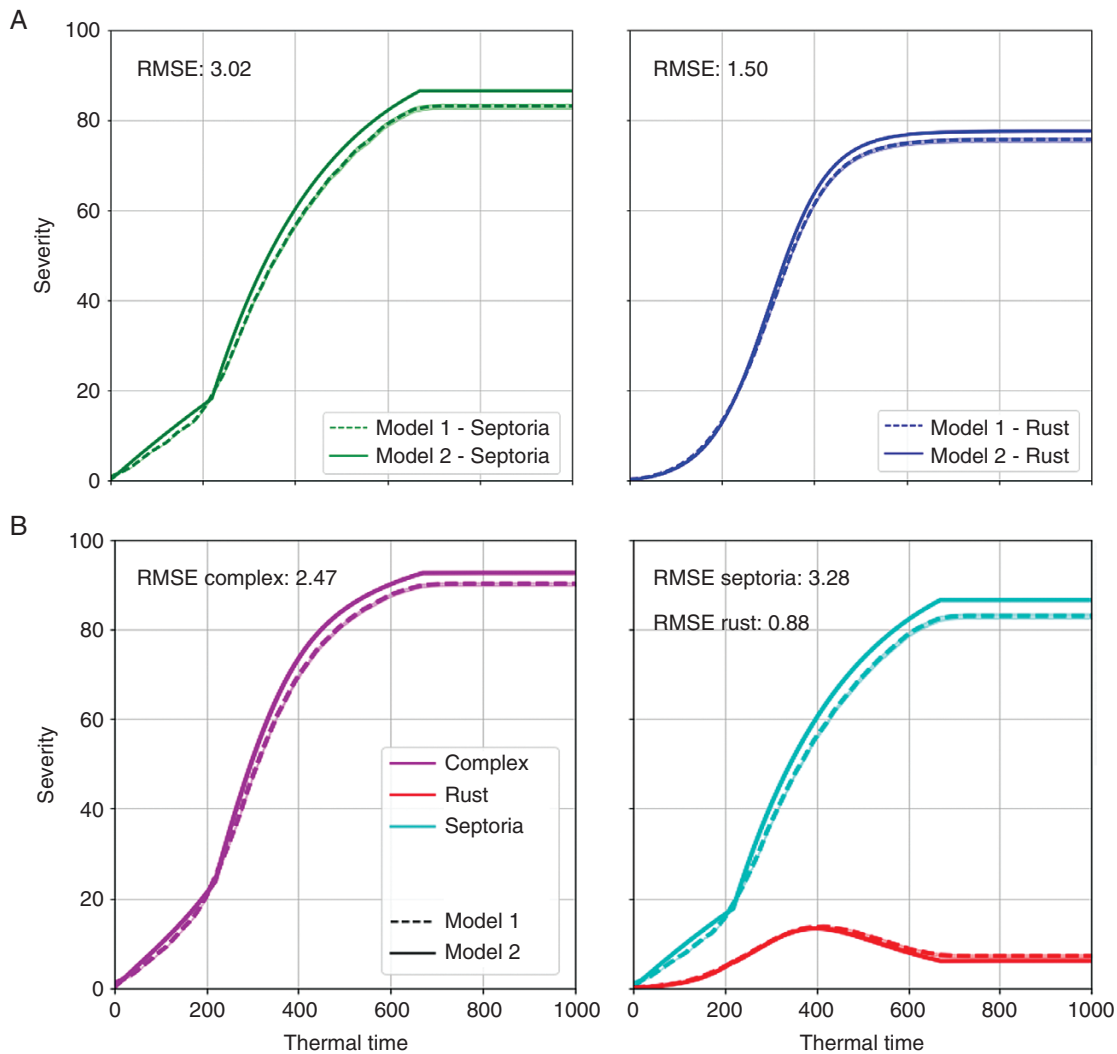 A
100
80
60
40
20
0
Severity
RMSE: 3.02
Model 1 - Septoria
Model 2 - Septoria
RMSE: 1.50
Model 1 - Rust
Model 2 - Rust
B
100
80
60
40
20
0
Severity
RMSE complex: 2.47
Complex
Rust
Septoria
Model 1
Model 2
0 200 400 600 800 1000
Thermal time
RMSE septoria: 3.28
RMSE rust: 0.88
0 200 400 600 800 1000
Thermal time